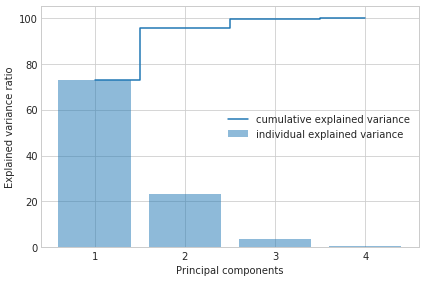 100
80
60
40
20
0
Explained variance ratio
cumulative explained variance
individual explained variance
1 2 3 4
Principal components